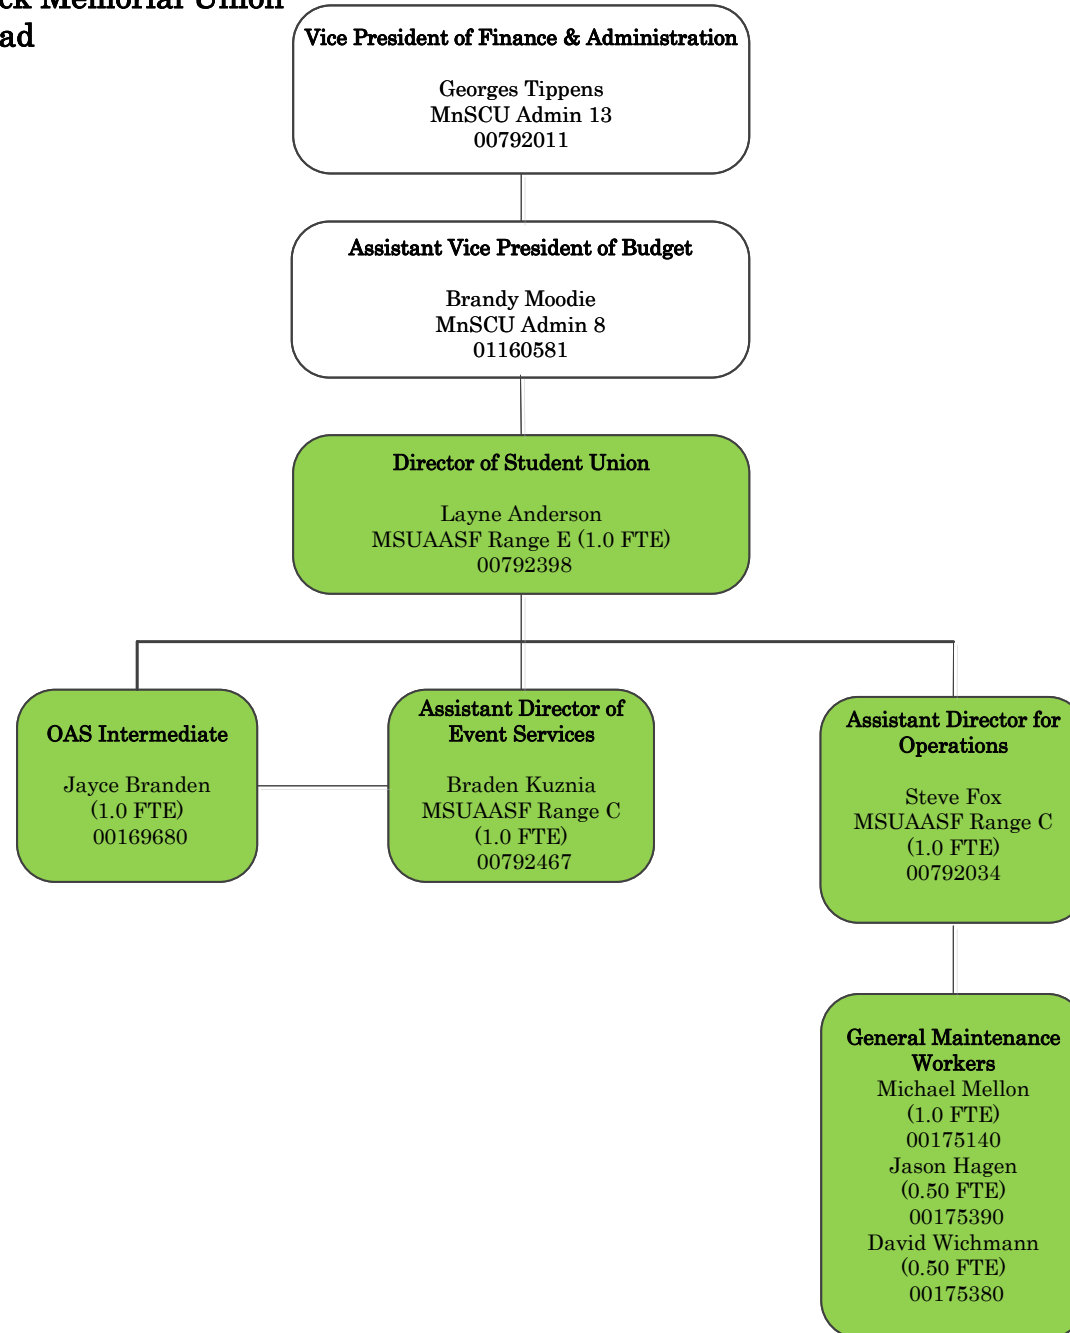 ck Memorial Union
ad
Vice President of Finance & Administration
Georges Tippens
MnSCU Admin 13
00792011
Assistant Vice President of Budget
Brandy Moodie
MnSCU Admin 8
01160581
Director of Student Union
Layne Anderson
MSUAASF Range E (1.0 FTE)
00792398
OAS Intermediate
Jayce Branden
(1.0 FTE)
00169680
Assistant Director of
Event Services
Braden Kuznia
MSUAASF Range C
(1.0 FTE)
00792467
Assistant Director for
Operations
Steve Fox
MSUAASF Range C
(1.0 FTE)
00792034
General Maintenance
Workers
Michael Mellon
(1.0 FTE)
00175140
Jason Hagen
(0.50 FTE)
00175390
David Wichmann
(0.50 FTE)
00175380